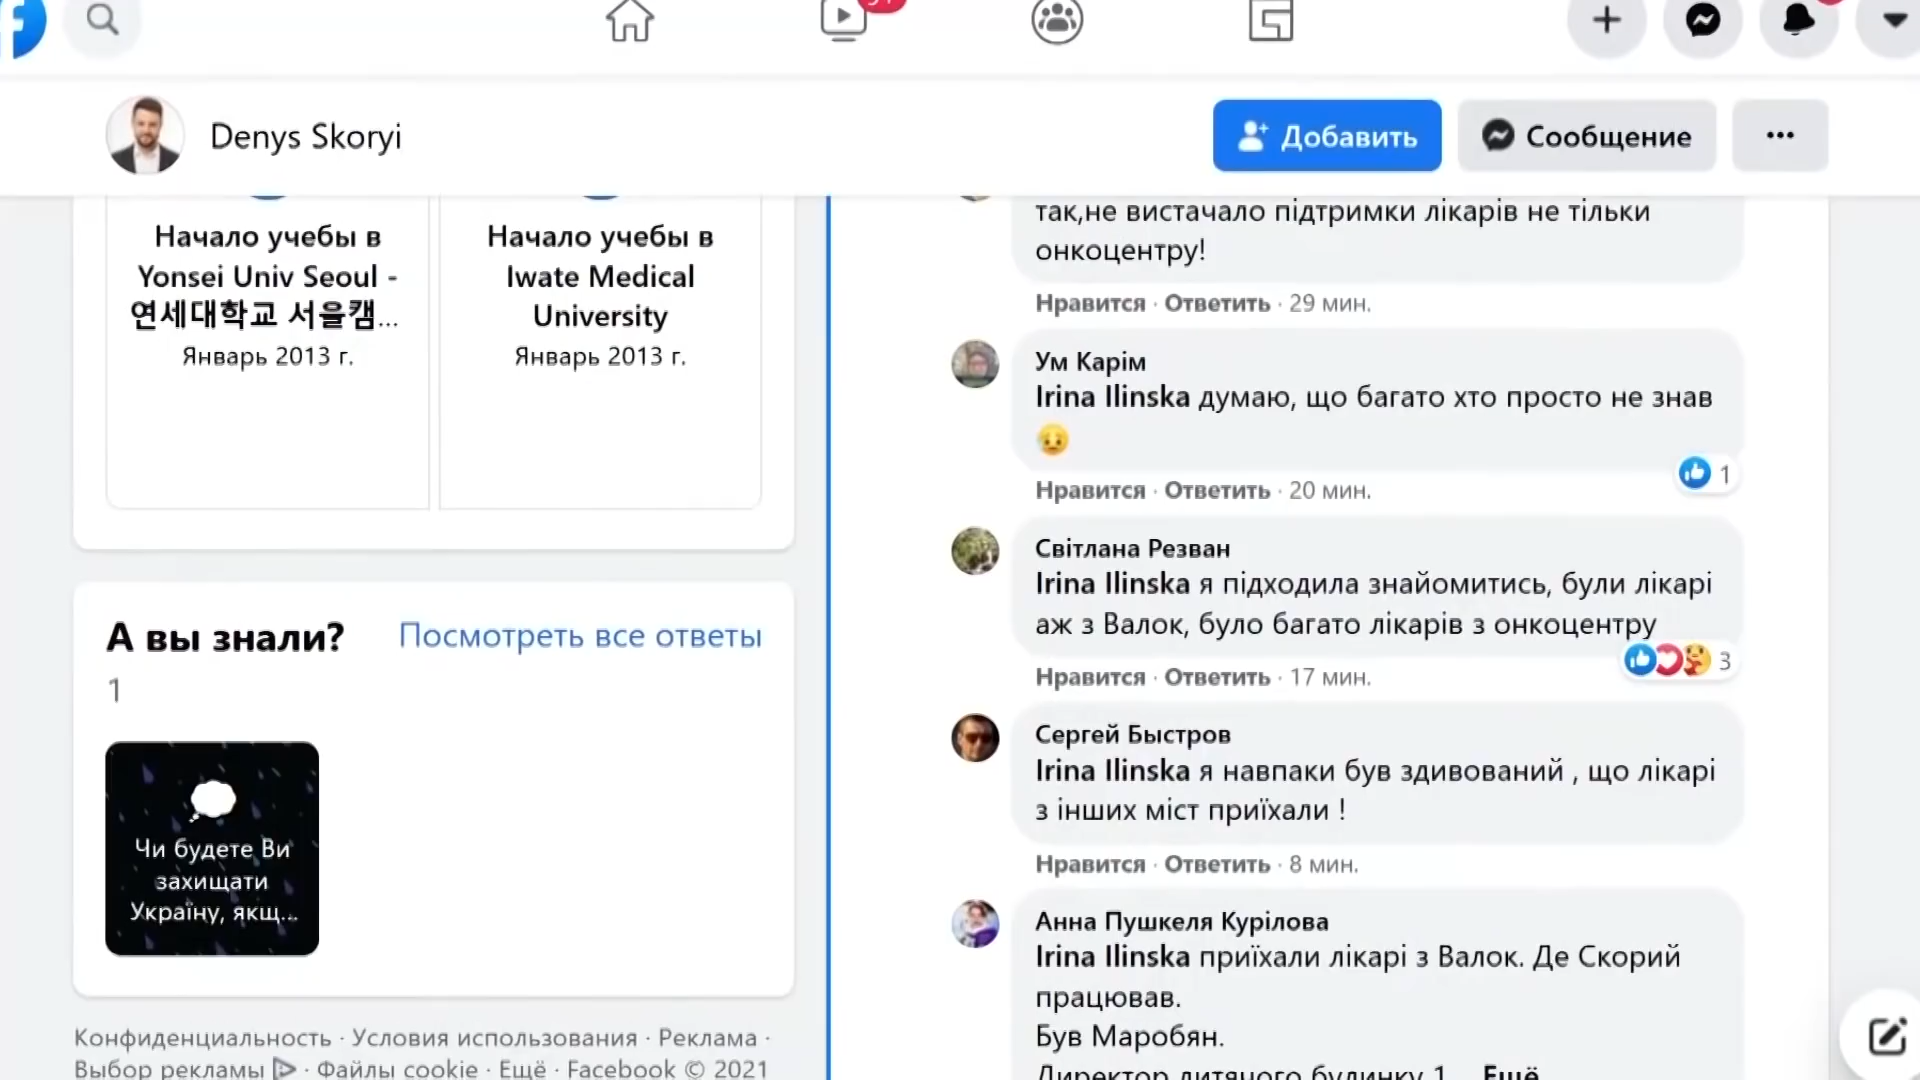 Denys Skoryi
Добавить
Сообщение
Начало учебы в
Yonsei Univ Seoul -
연세대학교 서울캠...
Январь 2013 г.
Начало учебы в
Iwate Medical
University
Январь 2013 г.
А вы знали?
Посмотреть все ответы
1
Чи будете Ви
захищати
Україну, якщ...
Конфиденциальность · Условия использования · Реклама ·
Выбор рекламы · Файлы cookie · Ещё · Facebook © 2021
так,не вистачало підтримки лікарів не тільки
онкоцентру!
Нравится · Ответить · 29 мин.
Ум Карім
Irina Ilinska думаю, що багато хто просто не знав
😥
1
Нравится · Ответить · 20 мин.
Світлана Резван
Irina Ilinska я підходила знайомитись, були лікарі
аж з Валок, було багато лікарів з онкоцентру
3
Нравится · Ответить · 17 мин.
Сергей Быстров
Irina Ilinska я навпаки був здивований , що лікарі
з інших міст приїхали !
Нравится · Ответить · 8 мин.
Анна Пушкеля Курілова
Irina Ilinska приїхали лікарі з Валок. Де Скорий
працював.
Був Маробян.
Директор дитячого будинку 1... Ещё